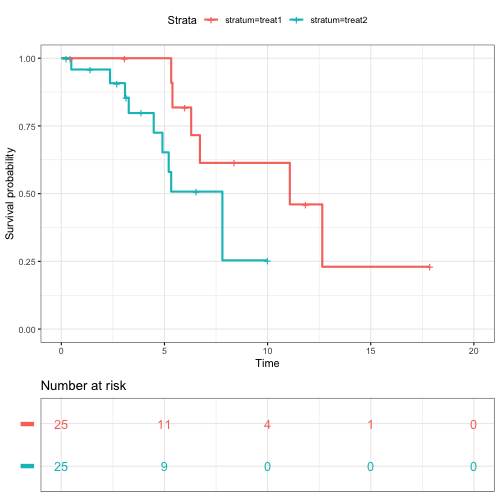 Strata stratum=treat1 stratum=treat2
Survival probability
1.00
0.75
0.50
0.25
0.00
0 5 10 15 20
Time
Number at risk
25 11 4 1 0
25 9 0 0 0